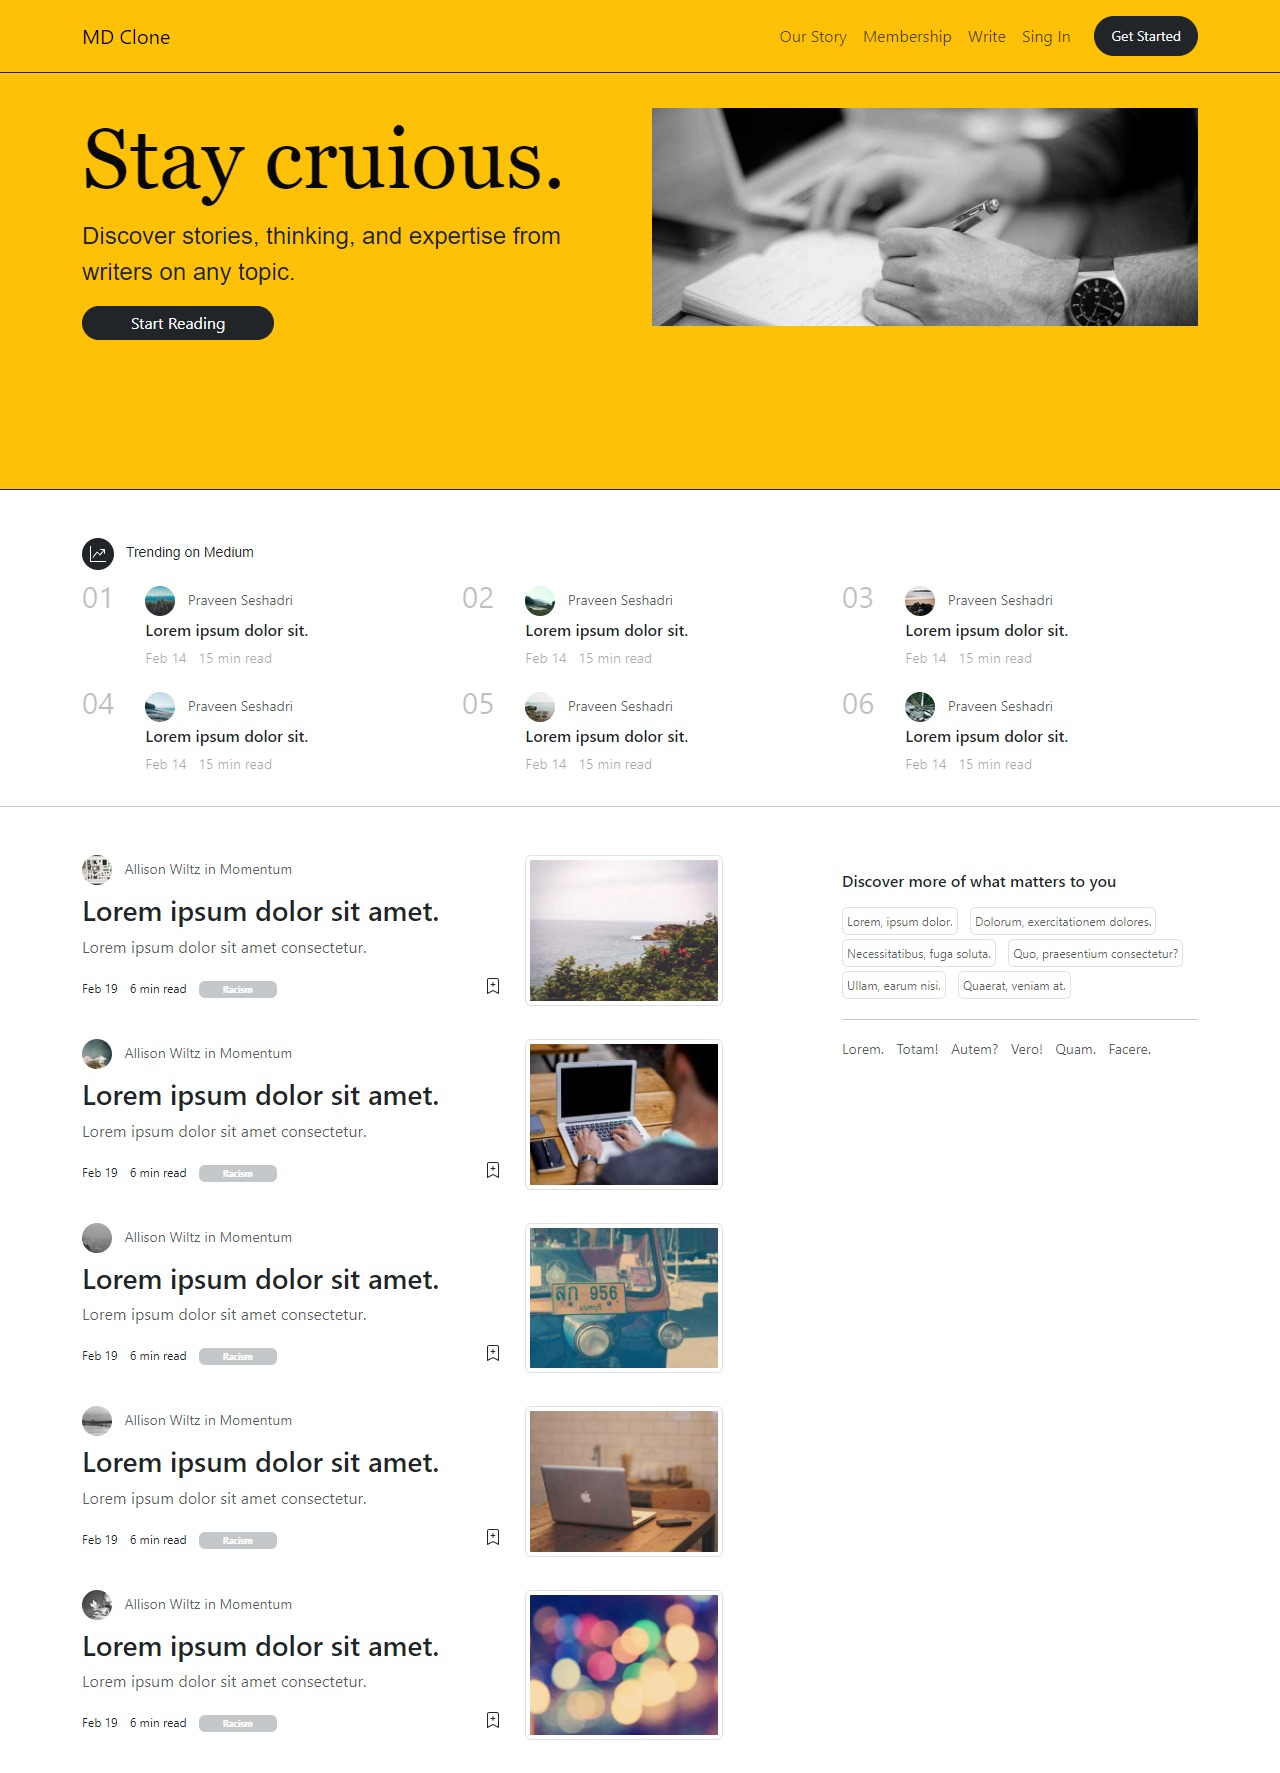 MD Clone
Our Story Membership Write Sing In Get Started
Stay cruious.
Discover stories, thinking, and expertise from
writers on any topic.
Start Reading
Trending on Medium
01 Praveen Seshadri
Lorem ipsum dolor sit.
Feb 14 15 min read
02 Praveen Seshadri
Lorem ipsum dolor sit.
Feb 14 15 min read
03 Praveen Seshadri
Lorem ipsum dolor sit.
Feb 14 15 min read
04 Praveen Seshadri
Lorem ipsum dolor sit.
Feb 14 15 min read
05 Praveen Seshadri
Lorem ipsum dolor sit.
Feb 14 15 min read
06 Praveen Seshadri
Lorem ipsum dolor sit.
Feb 14 15 min read
Allison Wiltz in Momentum
Lorem ipsum dolor sit amet.
Lorem ipsum dolor sit amet consectetur.
Feb 19 6 min read Racism
Allison Wiltz in Momentum
Lorem ipsum dolor sit amet.
Lorem ipsum dolor sit amet consectetur.
Feb 19 6 min read Racism
Allison Wiltz in Momentum
Lorem ipsum dolor sit amet.
Lorem ipsum dolor sit amet consectetur.
Feb 19 6 min read Racism
สภ 956
นนทบุรี
Allison Wiltz in Momentum
Lorem ipsum dolor sit amet.
Lorem ipsum dolor sit amet consectetur.
Feb 19 6 min read Racism
Allison Wiltz in Momentum
Lorem ipsum dolor sit amet.
Lorem ipsum dolor sit amet consectetur.
Feb 19 6 min read Racism
Discover more of what matters to you
Lorem, ipsum dolor. Dolorum, exercitationem dolores.
Necessitatibus, fuga soluta. Quo, praesentium consectetur?
Ullam, earum nisi. Quaerat, veniam at.
Lorem. Totam! Autem? Vero! Quam. Facere.